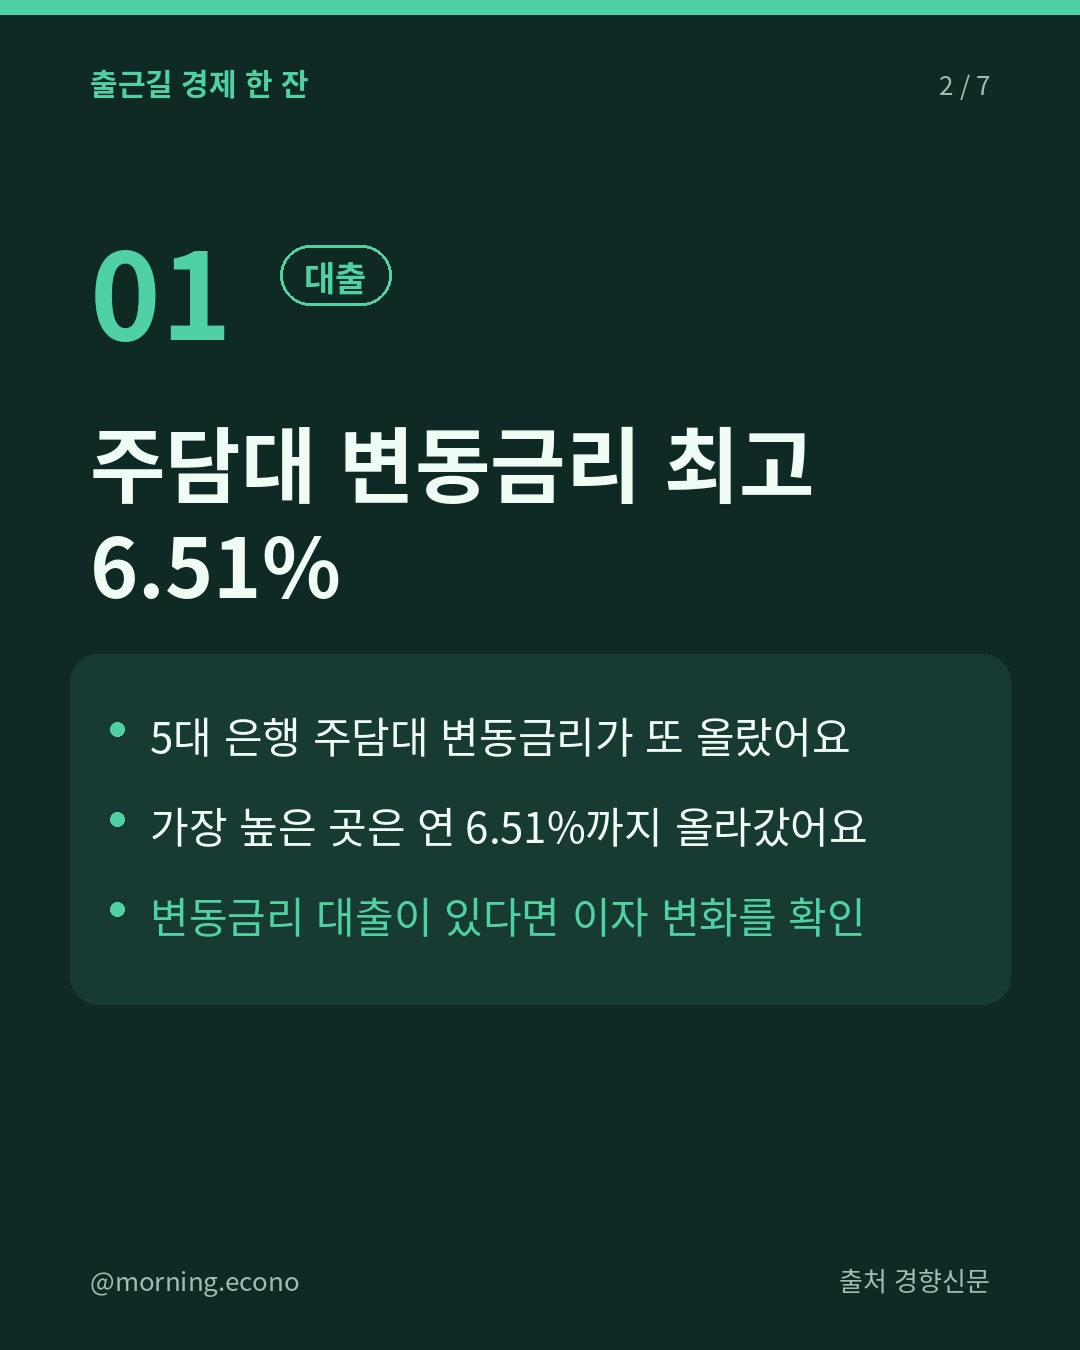 출근길 경제 한 잔
2 / 7
01
대출
주담대 변동금리 최고
6.51%
5대 은행 주담대 변동금리가 또 올랐어요
가장 높은 곳은 연 6.51%까지 올라갔어요
변동금리 대출이 있다면 이자 변화를 확인
@morning.econo
출처 경향신문